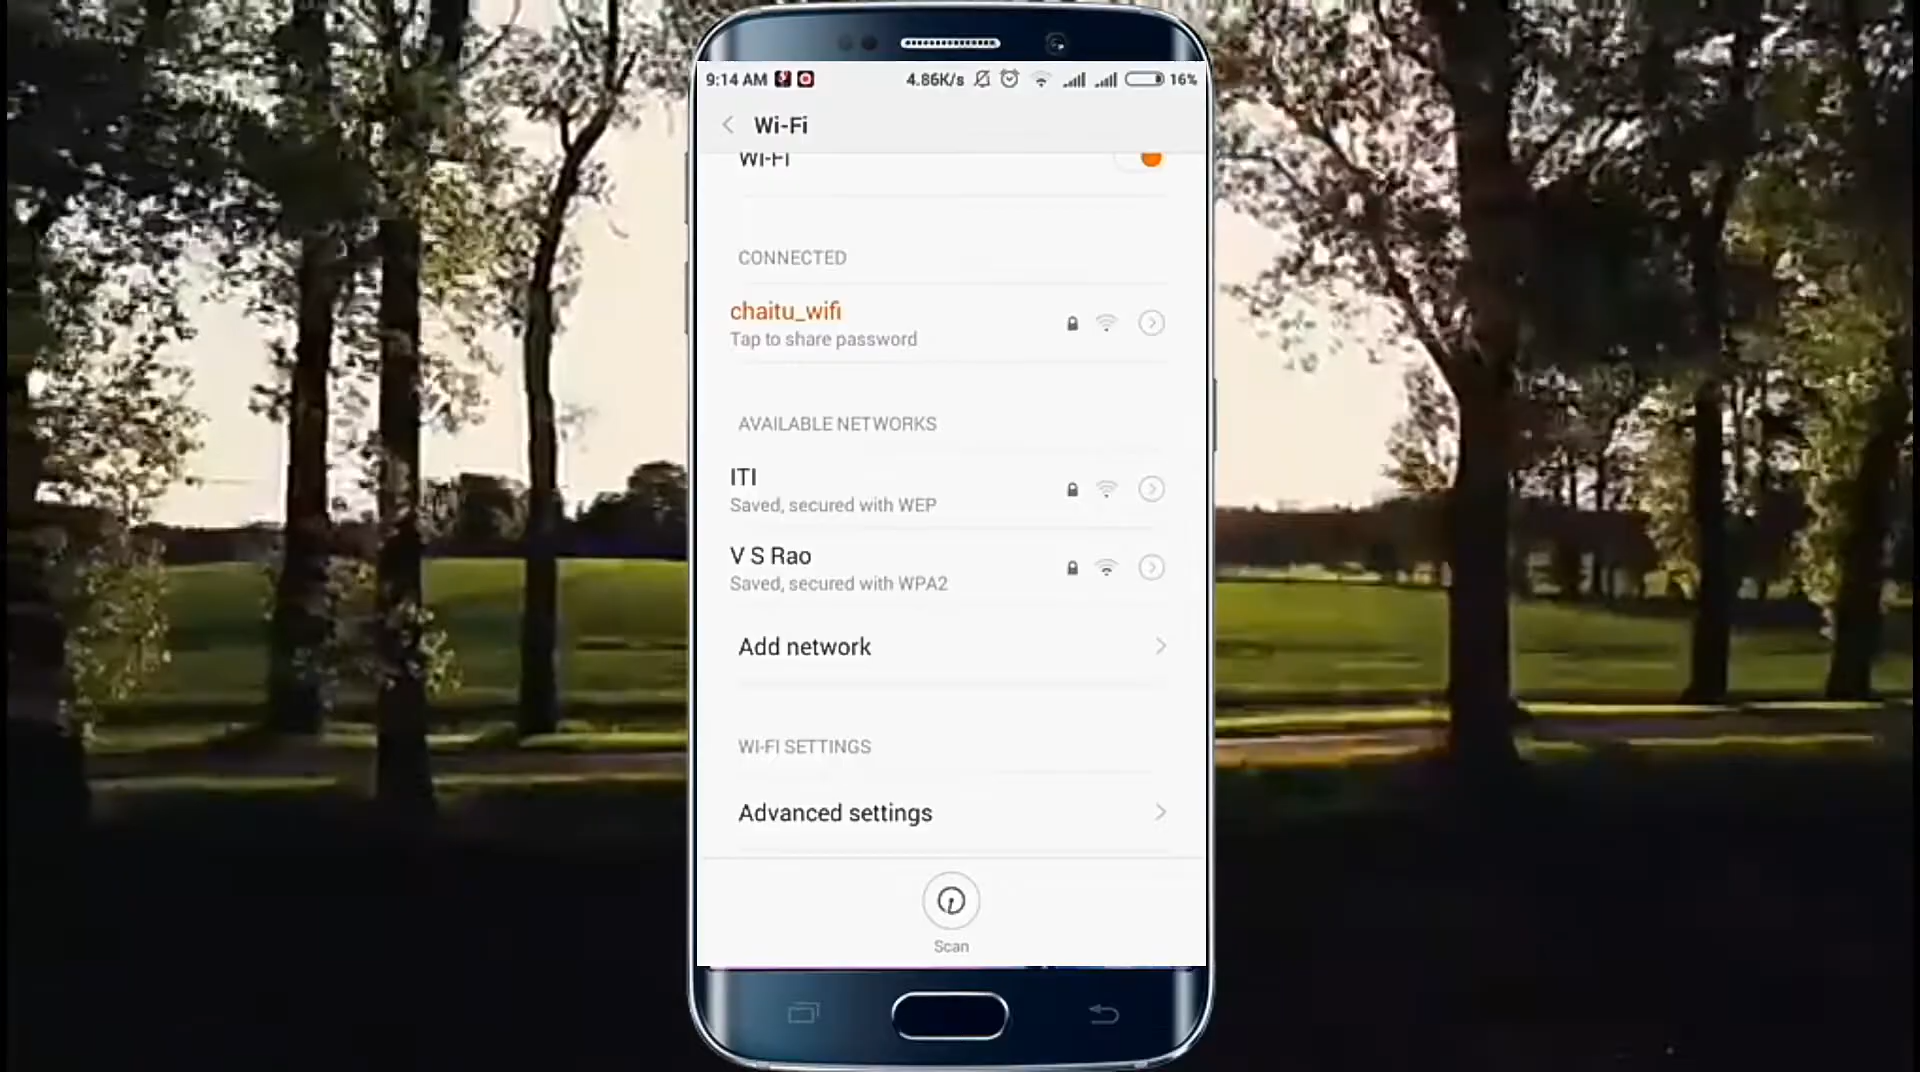 9:14 AM 4.86K/s 16%
Wi-Fi
Wi-Fi
CONNECTED
chaitu_wifi
Tap to share password
AVAILABLE NETWORKS
ITI
Saved, secured with WEP
V S Rao
Saved, secured with WPA2
Add network
WI-FI SETTINGS
Advanced settings
Scan